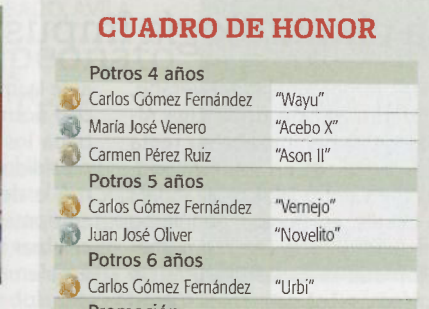 CUADRO DE HONOR
Potros 4 años
Carlos Gómez Fernández "Wayu"
María José Venero "Acebo X"
Carmen Pérez Ruiz "Ason II"
Potros 5 años
Carlos Gómez Fernández "Vernejo"
Juan José Oliver "Novelito"
Potros 6 años
Carlos Gómez Fernández "Urbi"
Promoción